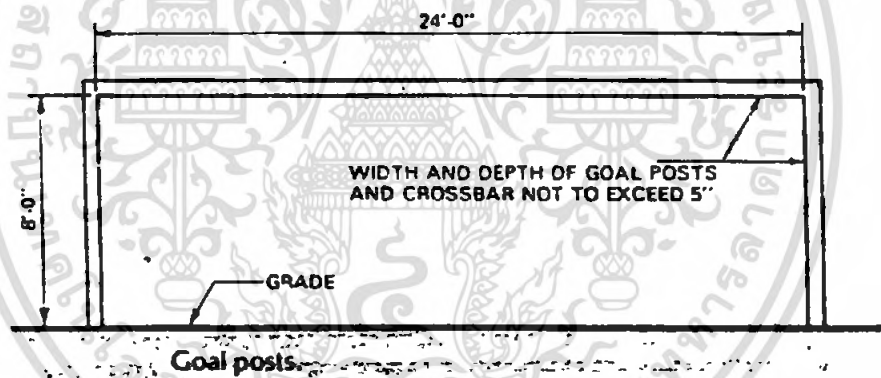 24'-0"
WIDTH AND DEPTH OF GOAL POSTS
AND CROSSBAR NOT TO EXCEED 5"
8'-0"
GRADE
Goal posts.